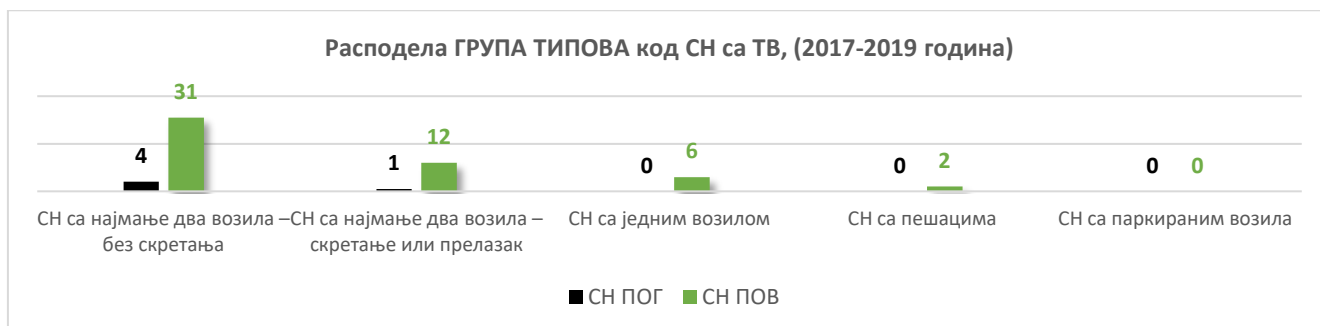 Расподела ГРУПА ТИПОВА код СН са ТВ, (2017-2019 година)
31
4
12
1
6
0
2
0
0
0
СН са најмање два возила –
без скретања
СН са најмање два возила –
скретање или прелазак
СН са једним возилом
СН са пешацима
СН са паркираним возила
СН ПОГ
СН ПОВ